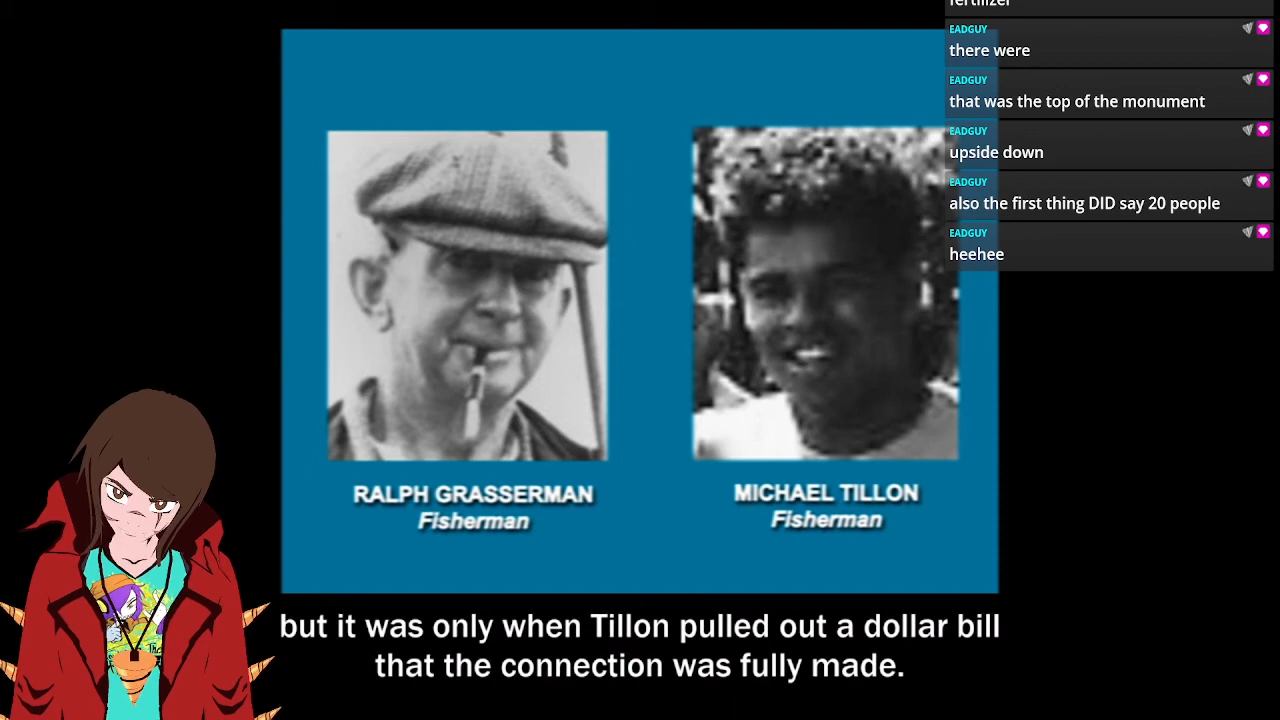 fertilizer
EADGUY
there were
EADGUY
that was the top of the monument
EADGUY
upside down
EADGUY
also the first thing DID say 20 people
EADGUY
heehee
RALPH GRASSERMAN
Fisherman
MICHAEL TILLON
Fisherman
but it was only when Tillon pulled out a dollar bill
that the connection was fully made.